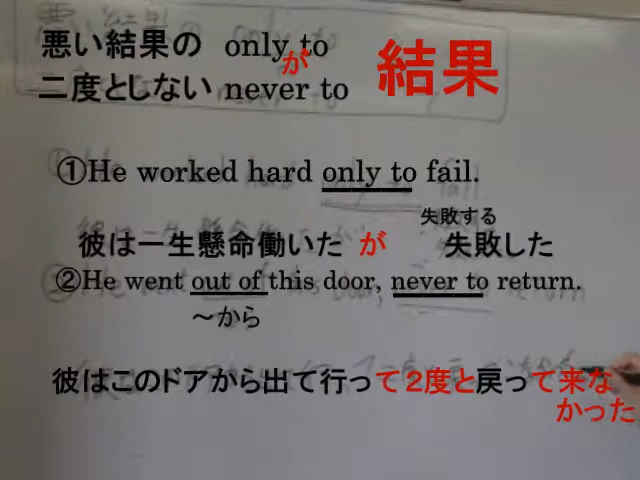 悪い結果の only to
が
二度としない never to
結果
①He worked hard only to fail.
失敗する
彼は一生懸命働いた が 失敗した
②He went out of this door, never to return.
～から
彼はこのドアから出て行って２度と戻って来な
かった